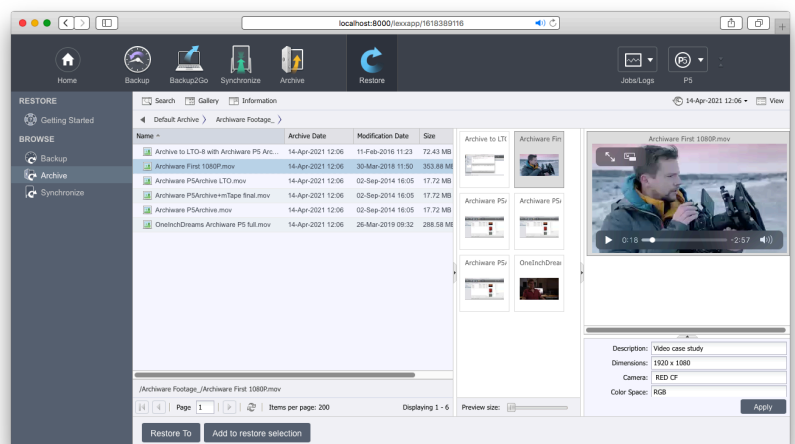 localhost:8000/lexxapp/1618389116
Home
Backup
Backup2Go
Synchronize
Archive
Restore
Jobs/Logs
P5
P5
RESTORE
Getting Started
BROWSE
Backup
Archive
Synchronize
Search Gallery Information
14-Apr-2021 12:06 View
Default Archive Archiware Footage_
Name Archive Date Modification Date Size
Archive to LTO-8 with Archiware P5 Arc... 14-Apr-2021 12:06 11-Feb-2016 11:23 72.43 MB
Archiware First 1080P.mov 14-Apr-2021 12:06 30-Mar-2018 11:50 353.88 MB
Archiware P5Archive LTO.mov 14-Apr-2021 12:06 02-Sep-2014 16:05 17.72 MB
Archiware P5Archive+mTape final.mov 14-Apr-2021 12:06 02-Sep-2014 16:05 17.72 MB
Archiware P5Archive.mov 14-Apr-2021 12:06 02-Sep-2014 16:05 17.72 MB
OneInchDreams Archiware P5 full.mov 14-Apr-2021 12:06 26-Mar-2019 09:32 288.58 MB
Archive to LTO Archiware Firs
Archiware P5A Archiware P5A
Archiware P5A OneInchDream
Archiware First 1080P.mov
0:18 -2:57
Description: Video case study
Dimensions: 1920 x 1080
Camera: RED CF
Color Space: RGB
Apply
/Archiware Footage_/Archiware First 1080P.mov
Page 1 Items per page: 200 Displaying 1 - 6
Preview size:
Restore To Add to restore selection